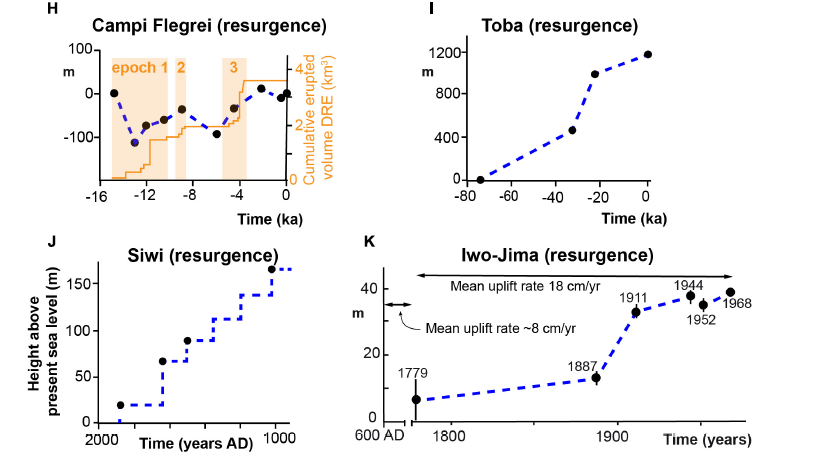 H
Campi Flegrei (resurgence)
100
m
0
-100
epoch 1
2
3
4
2
0
Cumulative erupted
volume DRE (km³)
-16
-12
-8
-4
0
Time (ka)
I
Toba (resurgence)
1200
m
800
400
0
-80
-60
-40
-20
0
Time (ka)
J
Siwi (resurgence)
Height above
present sea level (m)
150
100
50
0
2000
Time (years AD)
1000
K
Iwo-Jima (resurgence)
Mean uplift rate 18 cm/yr
40
m
20
0
Mean uplift rate ~8 cm/yr
1779
1887
1911
1944
1952
1968
600 AD
1800
1900
Time (years)